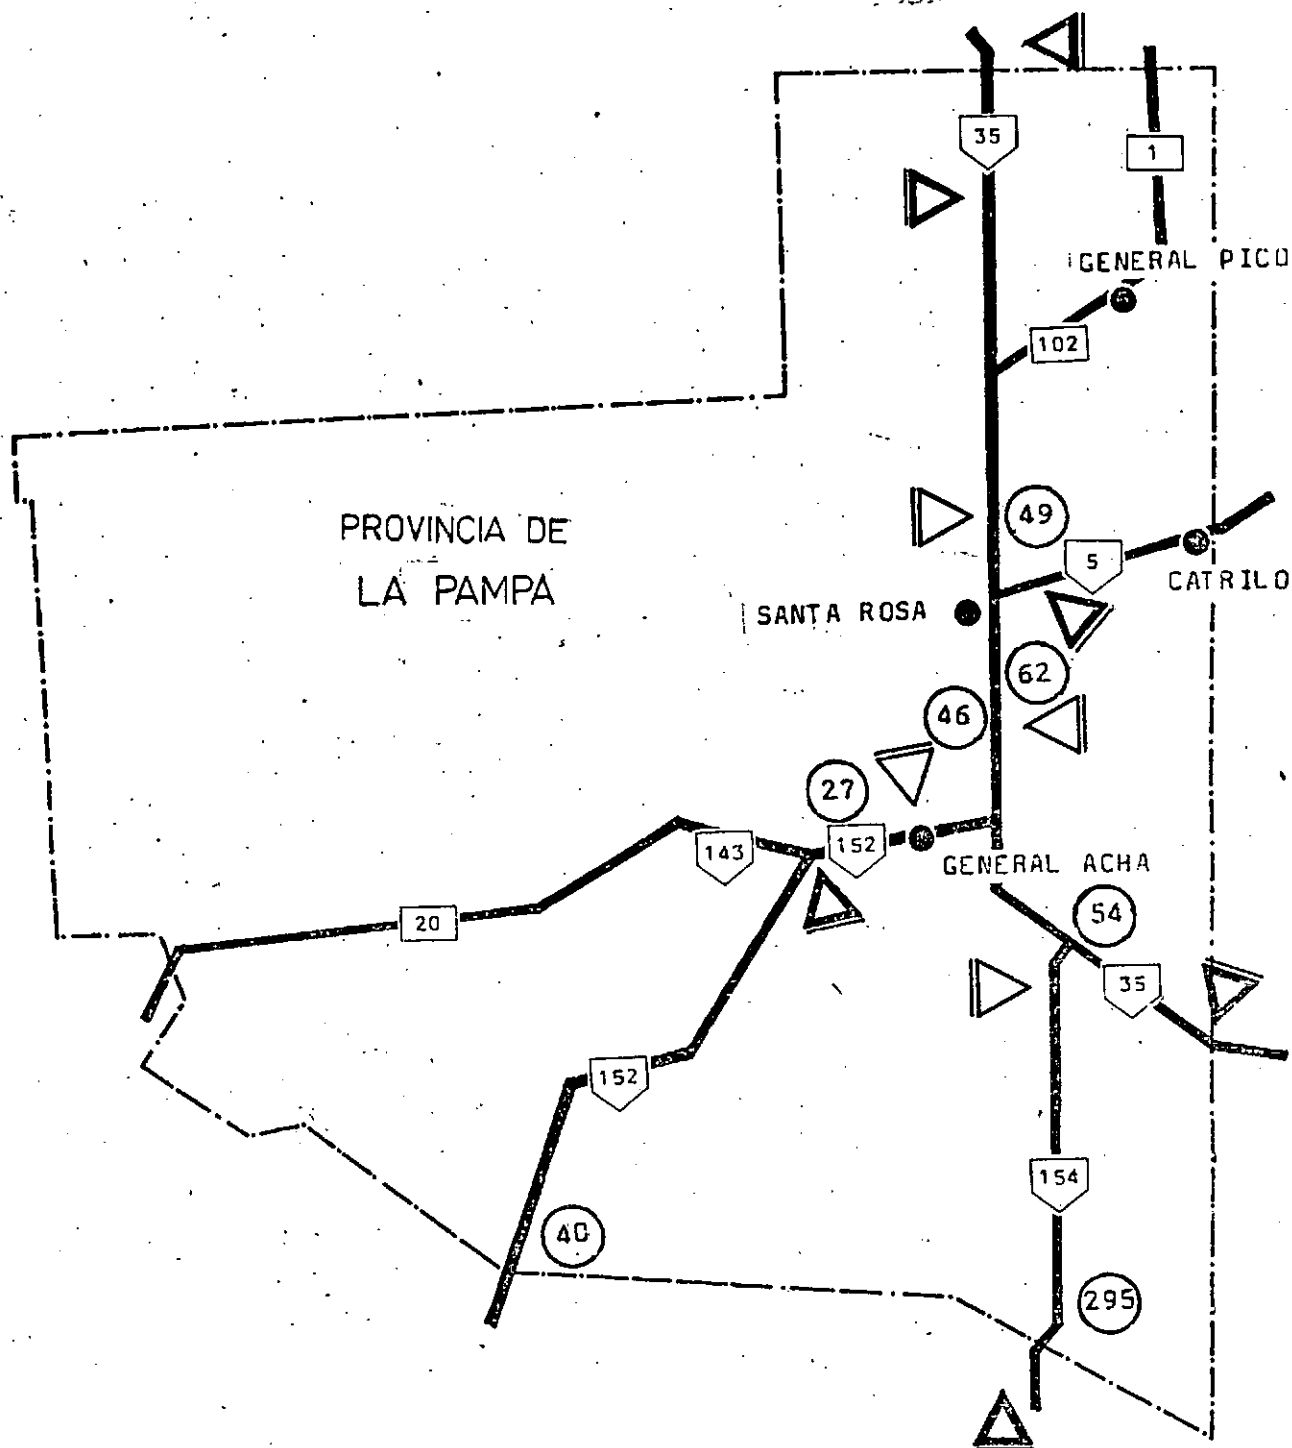 35
1
GENERAL PICO
102
PROVINCIA DE
LA PAMPA
49
5
CATRILO
SANTA ROSA
62
46
27
143
152
GENERAL ACHA
20
54
35
152
154
40
295